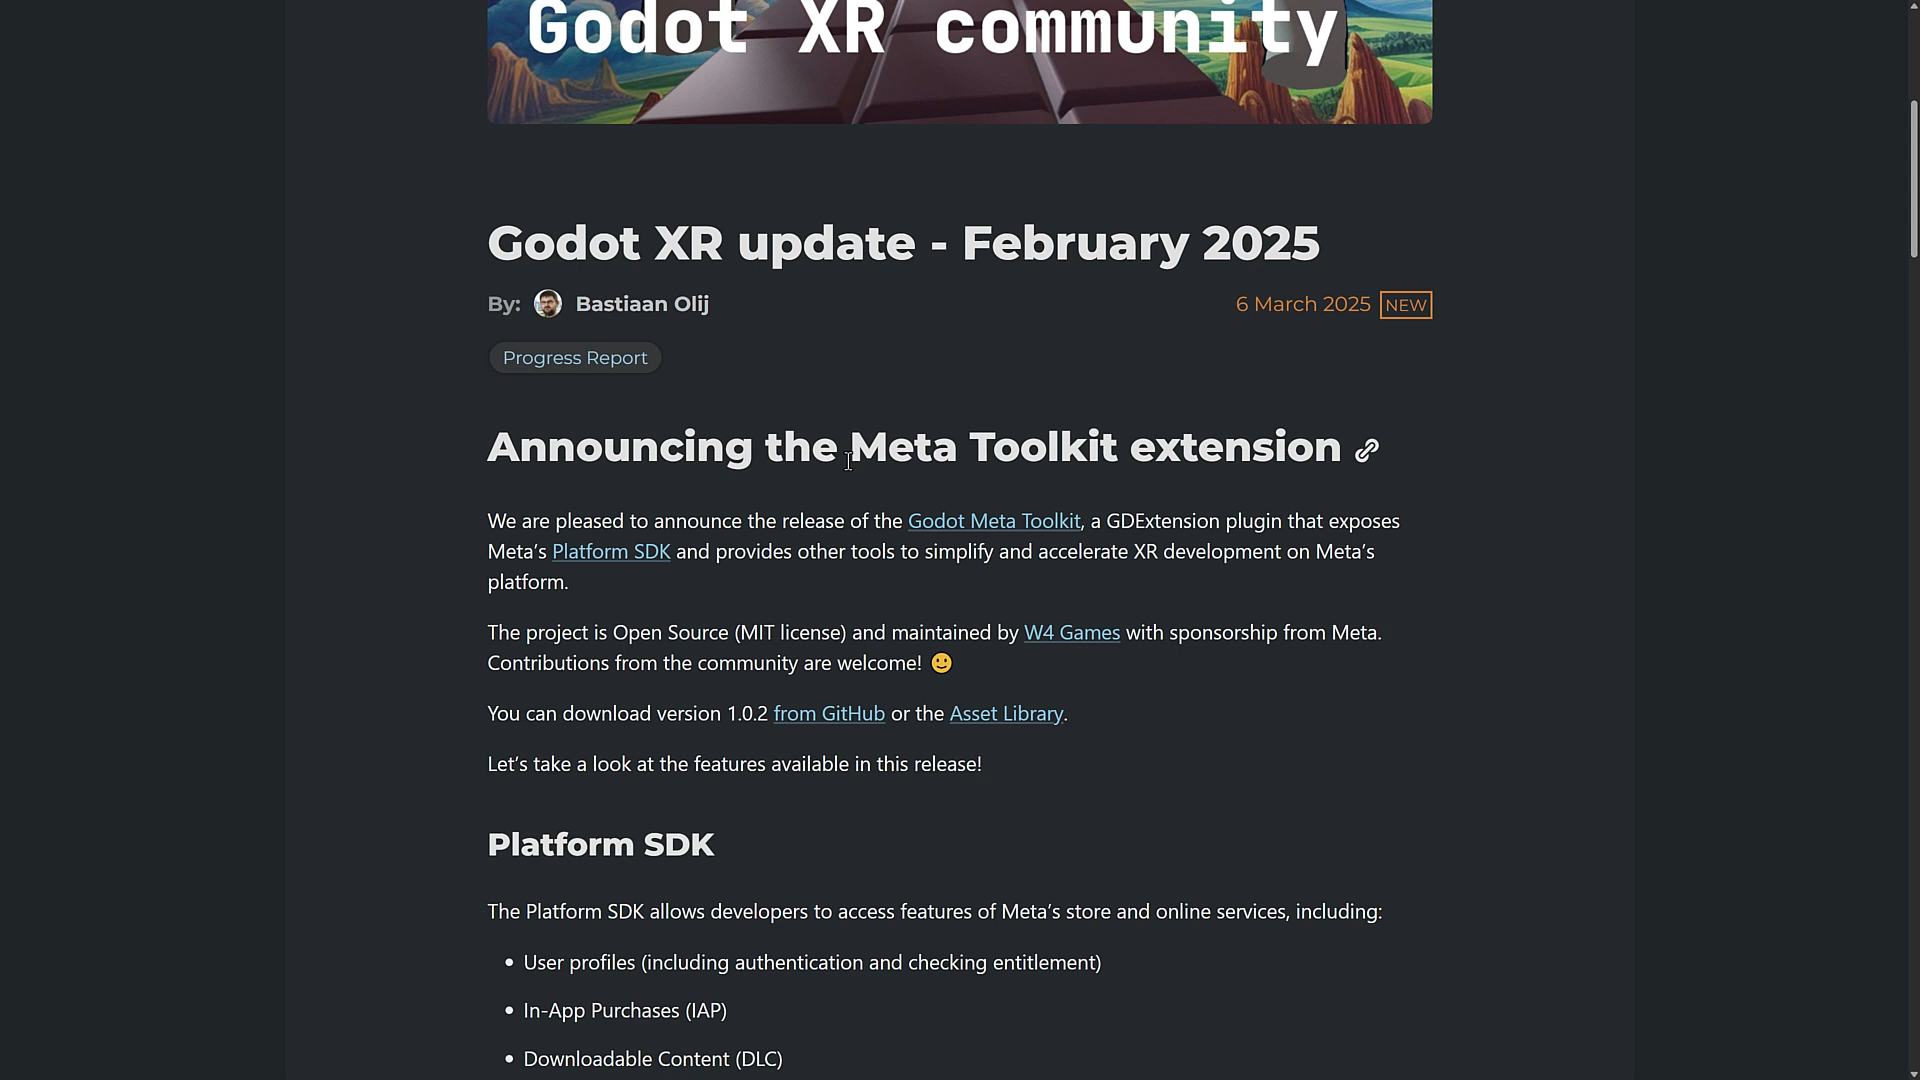 Godot XR community
Godot XR update - February 2025
By: Bastiaan Olij
6 March 2025 NEW
Progress Report
Announcing the Meta Toolkit extension
We are pleased to announce the release of the Godot Meta Toolkit, a GDExtension plugin that exposes
Meta’s Platform SDK and provides other tools to simplify and accelerate XR development on Meta’s
platform.
The project is Open Source (MIT license) and maintained by W4 Games with sponsorship from Meta.
Contributions from the community are welcome! 🙂
You can download version 1.0.2 from GitHub or the Asset Library.
Let’s take a look at the features available in this release!
Platform SDK
The Platform SDK allows developers to access features of Meta’s store and online services, including:
• User profiles (including authentication and checking entitlement)
• In-App Purchases (IAP)
• Downloadable Content (DLC)